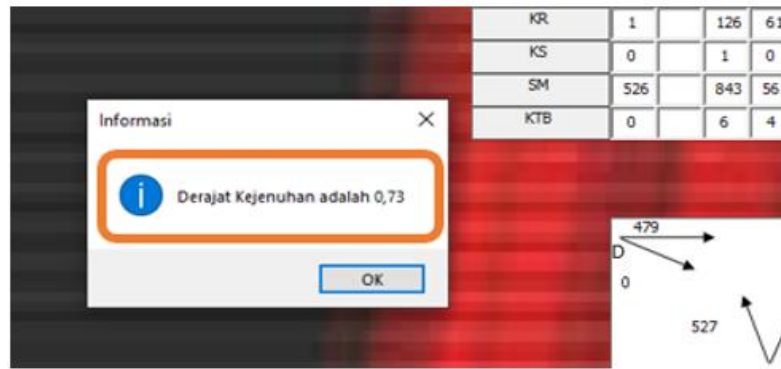 KR 1 126 61
KS 0 1 0
SM 526 843 56
KTB 0 6 4
Informasi
Derajat Kejenuhan adalah 0,73
OK
479
D
0
527